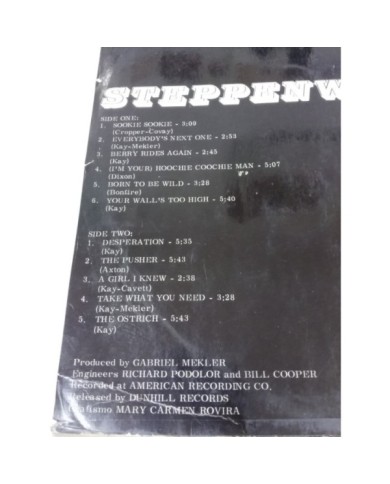 STEPPENW
SIDE ONE:
1. SOOKIE SOOKIE - 3:09
(Cropper-Covay)
2. EVERYBODY'S NEXT ONE - 2:53
(Kay-Mekler)
3. BERRY RIDES AGAIN - 2:45
(Kay)
4. (I'M YOUR) HOOCHIE COOCHIE MAN - 5:07
(Dixon)
5. BORN TO BE WILD - 3:28
(Bonfire)
6. YOUR WALL'S TOO HIGH - 5:40
(Kay)
SIDE TWO:
1. DESPERATION - 5:35
(Kay)
2. THE PUSHER - 5:43
(Axton)
3. A GIRL I KNEW - 2:38
(Kay-Cavett)
4. TAKE WHAT YOU NEED - 3:28
(Kay-Mekler)
5. THE OSTRICH - 5:43
(Kay)
Produced by GABRIEL MEKLER
Engineers RICHARD PODOLOR and BILL COOPER
Recorded at AMERICAN RECORDING CO.
Released by DUNHILL RECORDS
MARY CARMEN ROVIRA